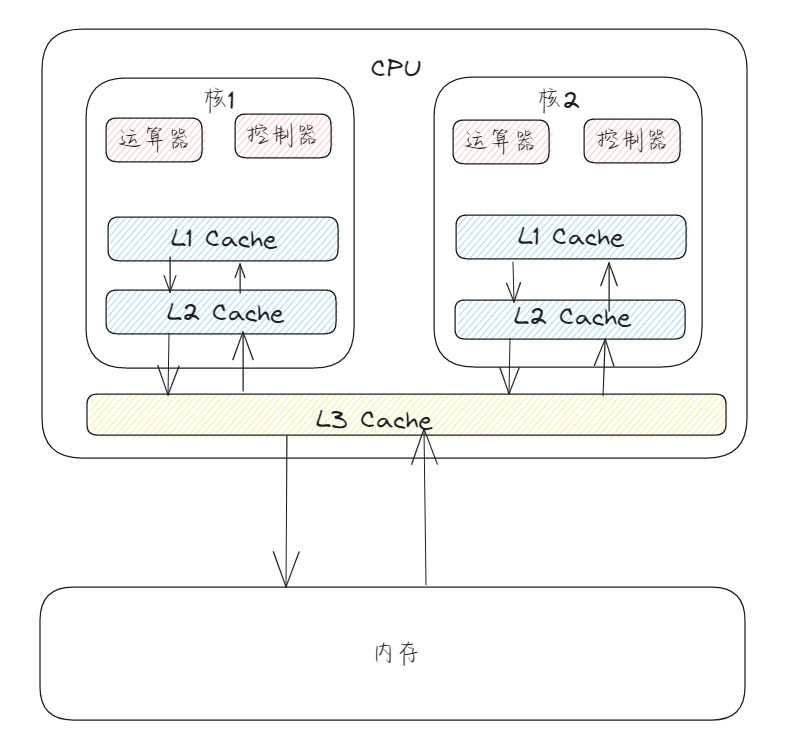 CPU
核1
运算器
控制器
L1 Cache
L2 Cache
核2
运算器
控制器
L1 Cache
L2 Cache
L3 Cache
内存